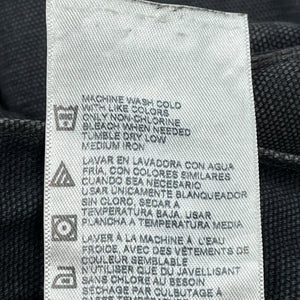 MACHINE WASH COLD
WITH LIKE COLORS
ONLY NON-CHLORINE
BLEACH WHEN NEEDED
TUMBLE DRY LOW
MEDIUM IRON
LAVAR EN LAVADORA CON AGUA
FRÍA, CON COLORES SIMILARES
CUANDO SEA NECESARIO
USAR ÚNICAMENTE BLANQUEADOR
SIN CLORO, SECAR A
TEMPERATURA BAJA, USAR
PLANCHA A TEMPERATURA MEDIA
LAVER À LA MACHINE À L'EAU
FROIDE, AVEC DES VÊTEMENTS DE
COULEUR SEMBLABLE
N'UTILISER QUE DU JAVELLISANT
SANS CHLORE AU BESOIN
SÉCHAGE PAR CULBUTAGE À